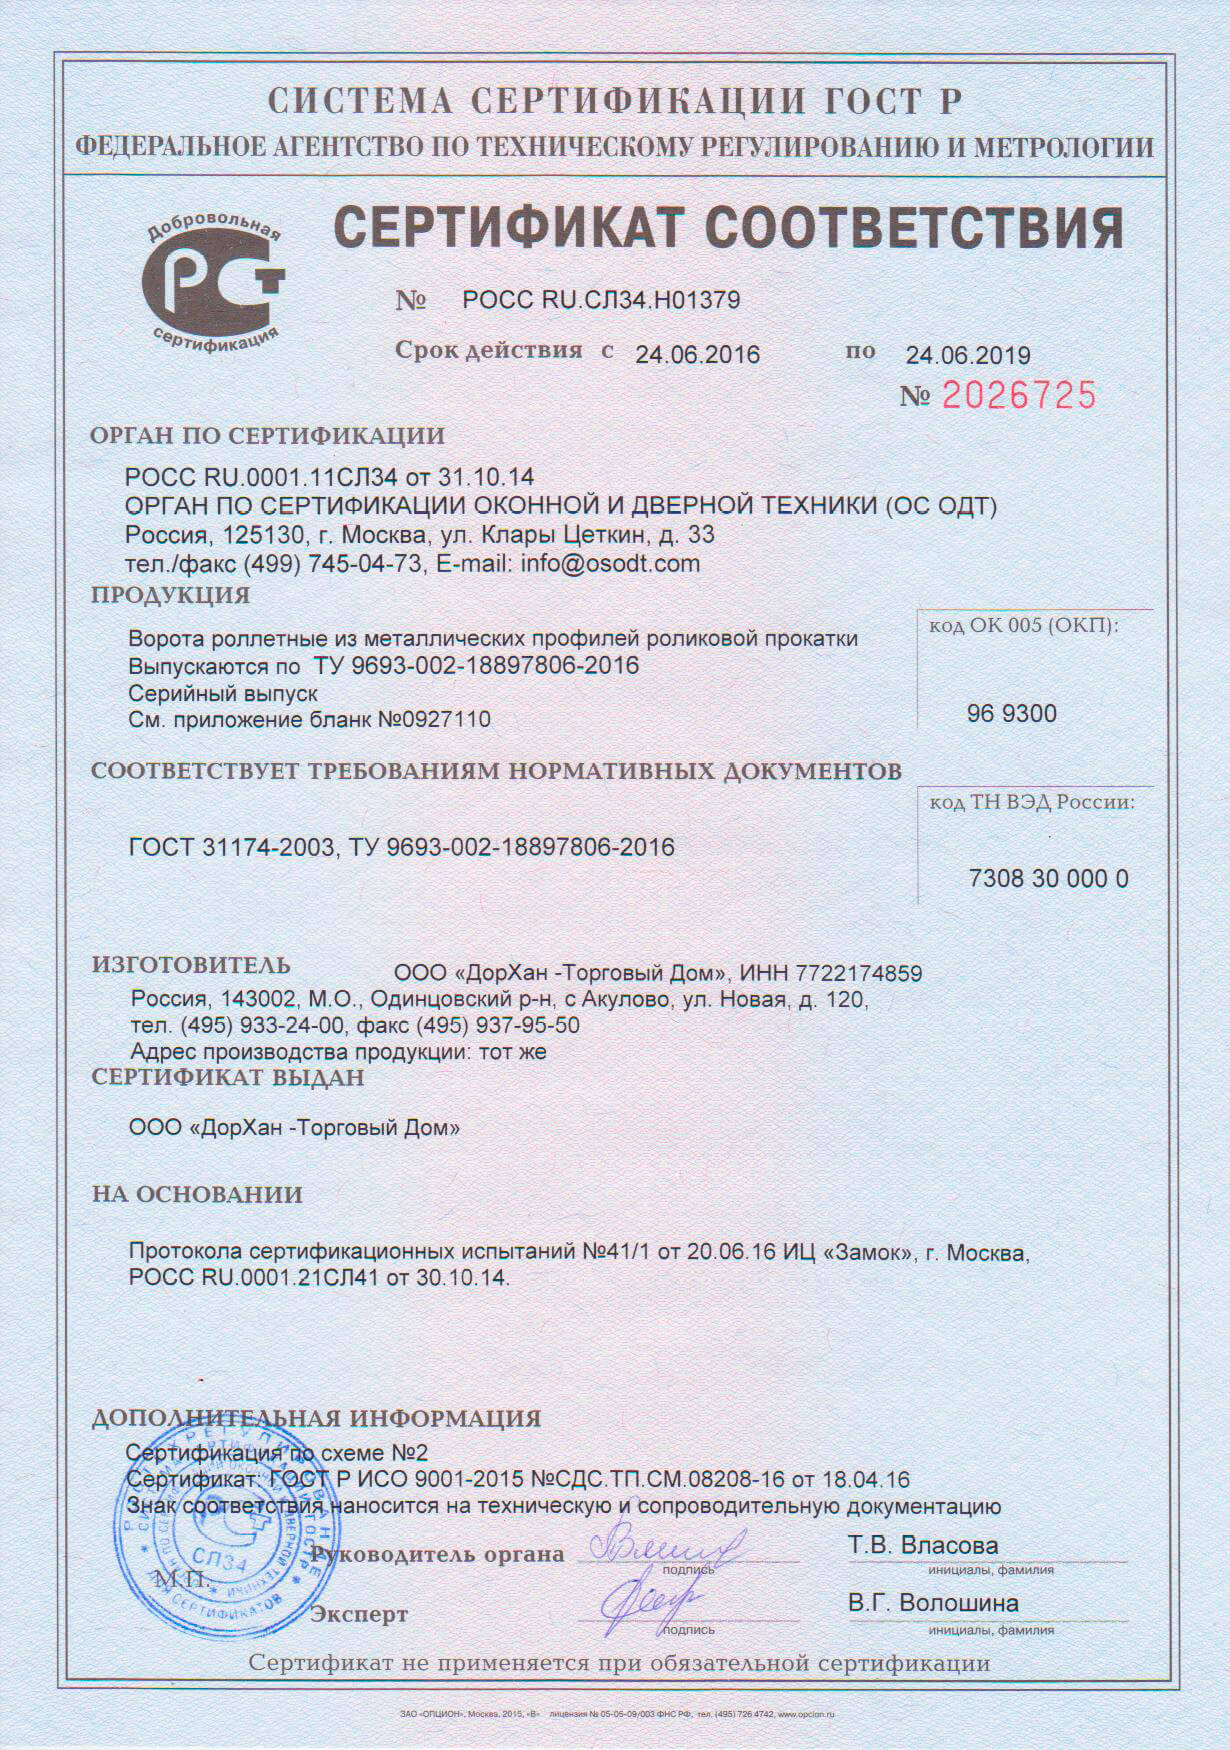 СИСТЕМА СЕРТИФИКАЦИИ ГОСТ Р
ФЕДЕРАЛЬНОЕ АГЕНТСТВО ПО ТЕХНИЧЕСКОМУ РЕГУЛИРОВАНИЮ И МЕТРОЛОГИИ
Добровольная
РСТ
сертификация
СЕРТИФИКАТ СООТВЕТСТВИЯ
№ РОСС RU.СЛ34.Н01379
Срок действия с 24.06.2016 по 24.06.2019
№ 2026725
ОРГАН ПО СЕРТИФИКАЦИИ
РОСС RU.0001.11СЛ34 от 31.10.14
ОРГАН ПО СЕРТИФИКАЦИИ ОКОННОЙ И ДВЕРНОЙ ТЕХНИКИ (ОС ОДТ)
Россия, 125130, г. Москва, ул. Клары Цеткин, д. 33
тел./факс (499) 745-04-73, E-mail: info@osodt.com
ПРОДУКЦИЯ
Ворота роллетные из металлических профилей роликовой прокатки
Выпускаются по ТУ 9693-002-18897806-2016
Серийный выпуск
См. приложение бланк №0927110
код ОК 005 (ОКП):
96 9300
СООТВЕТСТВУЕТ ТРЕБОВАНИЯМ НОРМАТИВНЫХ ДОКУМЕНТОВ
ГОСТ 31174-2003, ТУ 9693-002-18897806-2016
код ТН ВЭД России:
7308 30 000 0
ИЗГОТОВИТЕЛЬ ООО «ДорХан -Торговый Дом», ИНН 7722174859
Россия, 143002, М.О., Одинцовский р-н, с Акулово, ул. Новая, д. 120,
тел. (495) 933-24-00, факс (495) 937-95-50
Адрес производства продукции: тот же
СЕРТИФИКАТ ВЫДАН
ООО «ДорХан -Торговый Дом»
НА ОСНОВАНИИ
Протокола сертификационных испытаний №41/1 от 20.06.16 ИЦ «Замок», г. Москва,
РОСС RU.0001.21СЛ41 от 30.10.14.
ДОПОЛНИТЕЛЬНАЯ ИНФОРМАЦИЯ
Сертификация по схеме №2
Сертификат: ГОСТ Р ИСО 9001-2015 №СДС.ТП.СМ.08208-16 от 18.04.16
Знак соответствия наносится на техническую и сопроводительную документацию
СЛ34
ДЛЯ СЕРТИФИКАТОВ
М.П.
Руководитель органа
подпись
Т.В. Власова
инициалы, фамилия
Эксперт
подпись
В.Г. Волошина
инициалы, фамилия
Сертификат не применяется при обязательной сертификации
ЗАО «ОПЦИОН», Москва, 2015, «В» лицензия № 05-05-09/003 ФНС РФ, тел. (495) 726 4742, www.opcion.ru